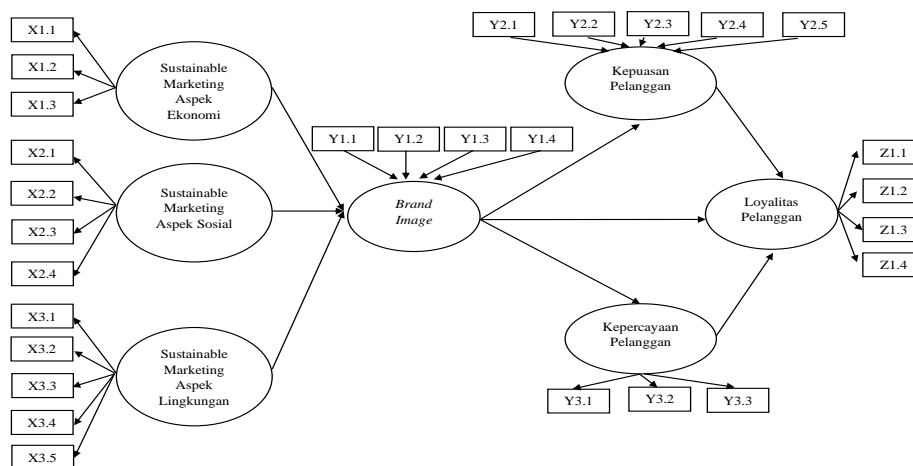 X1.1
X1.2
X1.3
Sustainable
Marketing
Aspek
Ekonomi
X2.1
X2.2
X2.3
X2.4
Sustainable
Marketing
Aspek Sosial
X3.1
X3.2
X3.3
X3.4
X3.5
Sustainable
Marketing
Aspek
Lingkungan
Y1.1
Y1.2
Y1.3
Y1.4
Brand
Image
Y2.1
Y2.2
Y2.3
Y2.4
Y2.5
Kepuasan
Pelanggan
Kepercayaan
Pelanggan
Y3.1
Y3.2
Y3.3
Loyalitas
Pelanggan
Z1.1
Z1.2
Z1.3
Z1.4